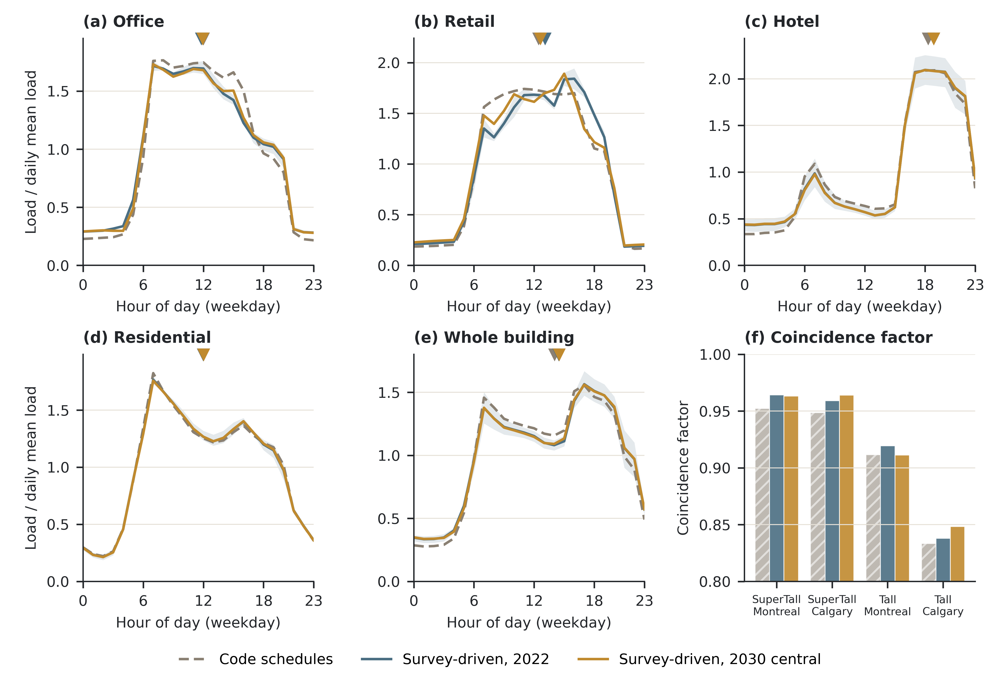 (a) Office
Load / daily mean load
1.5
1.0
0.5
0.0
0 6 12 18 23
Hour of day (weekday)
(b) Retail
2.0
1.5
1.0
0.5
0.0
0 6 12 18 23
Hour of day (weekday)
(c) Hotel
2.0
1.5
1.0
0.5
0.0
0 6 12 18 23
Hour of day (weekday)
(d) Residential
Load / daily mean load
1.5
1.0
0.5
0.0
0 6 12 18 23
Hour of day (weekday)
(e) Whole building
1.5
1.0
0.5
0.0
0 6 12 18 23
Hour of day (weekday)
(f) Coincidence factor
Coincidence factor
1.00
0.95
0.90
0.85
0.80
SuperTall Montreal
SuperTall Calgary
Tall Montreal
Tall Calgary
Code schedules
Survey-driven, 2022
Survey-driven, 2030 central